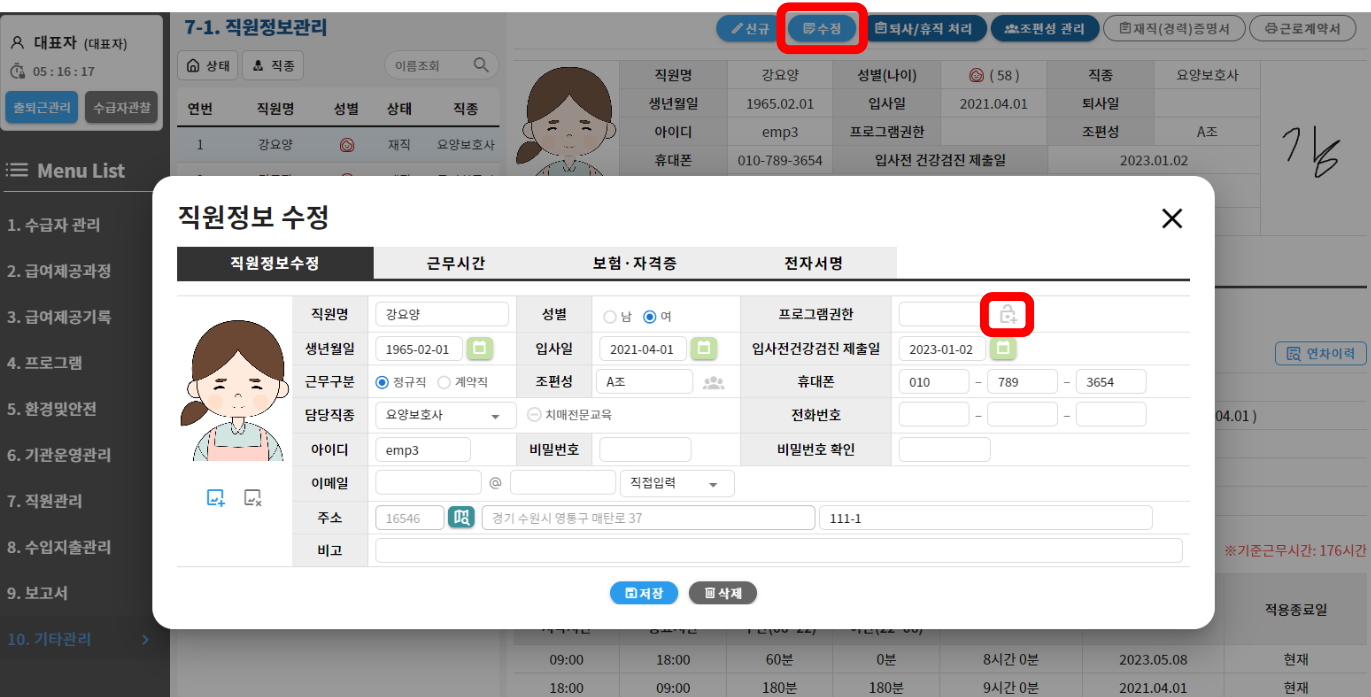 7-1. 직원정보관리
신규
수정
퇴사/휴직 처리
조편성 관리
재직(경력)증명서
근로계약서
대표자 (대표자)
05 : 16 : 17
출퇴근관리 수급자관찰
Menu List
1. 수급자 관리
2. 급여제공과정
3. 급여제공기록
4. 프로그램
5. 환경및안전
6. 기관운영관리
7. 직원관리
8. 수입지출관리
9. 보고서
10. 기타관리
상태 직종 이름조회
연번 직원명 성별 상태 직종
1 강요양 재직 요양보호사
직원명 강요양 성별(나이) ( 58 ) 직종 요양보호사
생년월일 1965.02.01 입사일 2021.04.01 퇴사일
아이디 emp3 프로그램권한 조편성 A조
휴대폰 010-789-3654 입사전 건강검진 제출일 2023.01.02
직원정보 수정
직원정보수정 근무시간 보험·자격증 전자서명
직원명 강요양 성별 남 여 프로그램권한
생년월일 1965-02-01 입사일 2021-04-01 입사전건강검진 제출일 2023-01-02
근무구분 정규직 계약직 조편성 A조 휴대폰 010 - 789 - 3654
담당직종 요양보호사 치매전문교육 전화번호 - -
아이디 emp3 비밀번호 비밀번호 확인
이메일 @ 직접입력
주소 16546 경기 수원시 영통구 매탄로 37 111-1
비고
저장 삭제
연차이력
04.01 )
※기준근무시간: 176시간
적용종료일
09:00 18:00 60분 0분 8시간 0분 2023.05.08 현재
18:00 09:00 180분 180분 9시간 0분 2021.04.01 현재